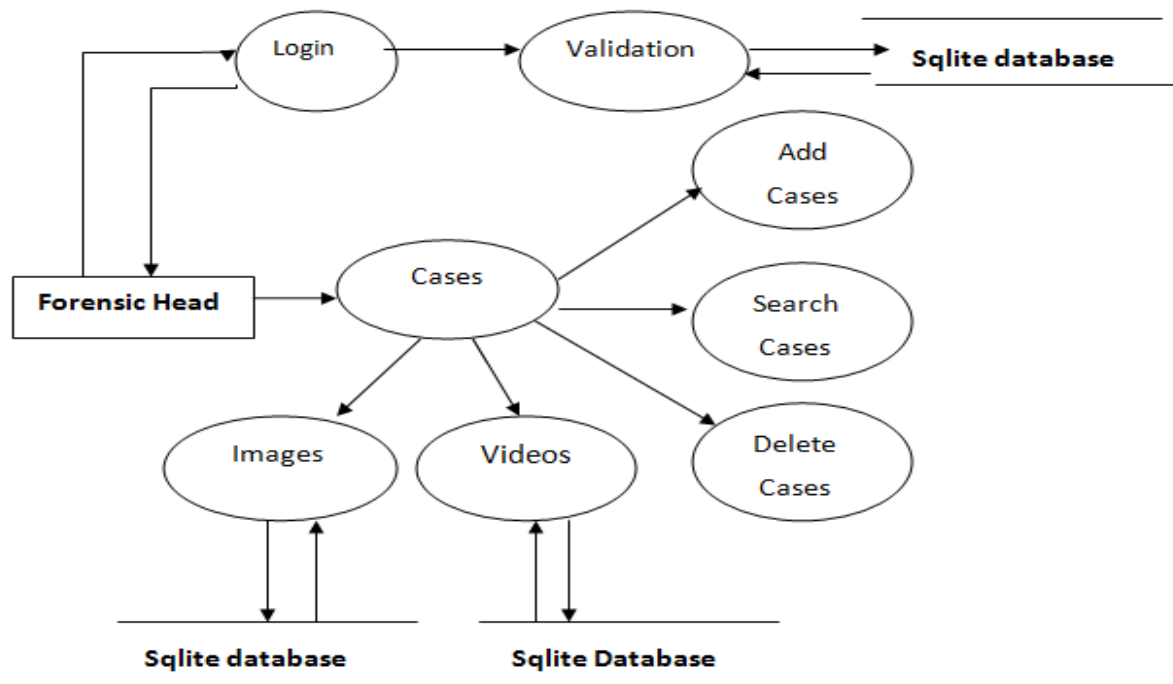 Login
Validation
Sqlite database
Add
Cases
Cases
Forensic Head
Search
Cases
Images
Videos
Delete
Cases
Sqlite database
Sqlite Database